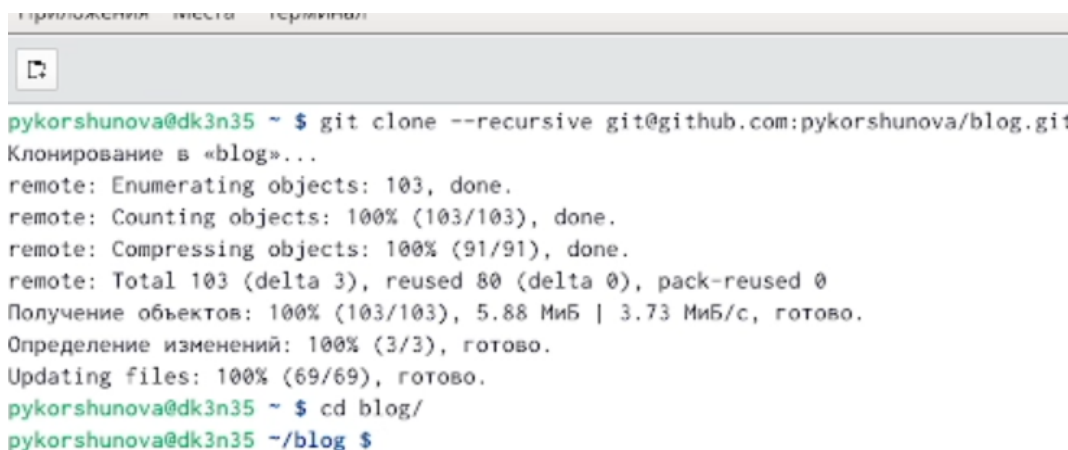 Приложения Места Терминал
pykorshunova@dk3n35 ~ $ git clone --recursive git@github.com:pykorshunova/blog.git
Клонирование в «blog»...
remote: Enumerating objects: 103, done.
remote: Counting objects: 100% (103/103), done.
remote: Compressing objects: 100% (91/91), done.
remote: Total 103 (delta 3), reused 80 (delta 0), pack-reused 0
Получение объектов: 100% (103/103), 5.88 МиБ | 3.73 МиБ/с, готово.
Определение изменений: 100% (3/3), готово.
Updating files: 100% (69/69), готово.
pykorshunova@dk3n35 ~ $ cd blog/
pykorshunova@dk3n35 ~/blog $